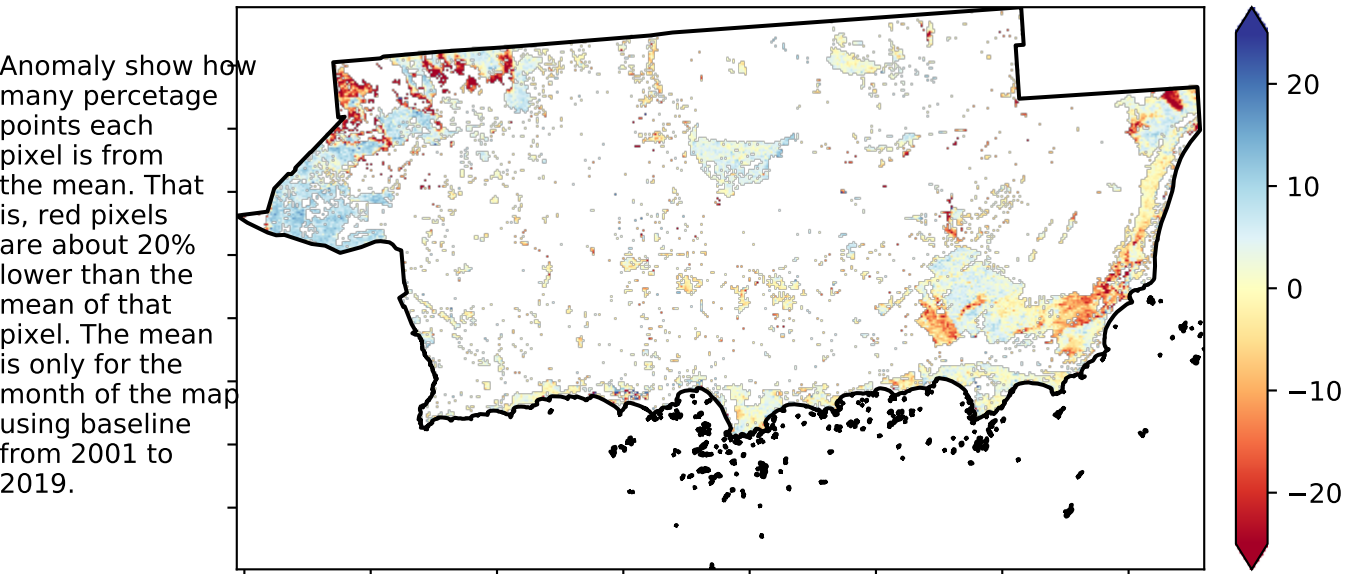 Anomaly show how
many percetage
points each
pixel is from
the mean. That
is, red pixels
are about 20%
lower than the
mean of that
pixel. The mean
is only for the
month of the map
using baseline
from 2001 to
2019.
20
10
0
−10
−20